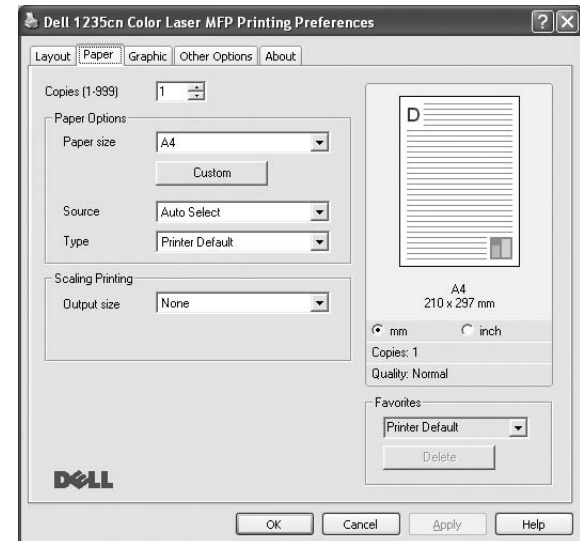 Dell 1235cn Color Laser MFP Printing Preferences
Layout Paper Graphic Other Options About
Copies (1-999) 1
Paper Options
Paper size A4
Custom
Source Auto Select
Type Printer Default
Scaling Printing
Output size None
D
A4
210 x 297 mm
mm inch
Copies: 1
Quality: Normal
Favorites
Printer Default
Delete
DELL
OK Cancel Apply Help